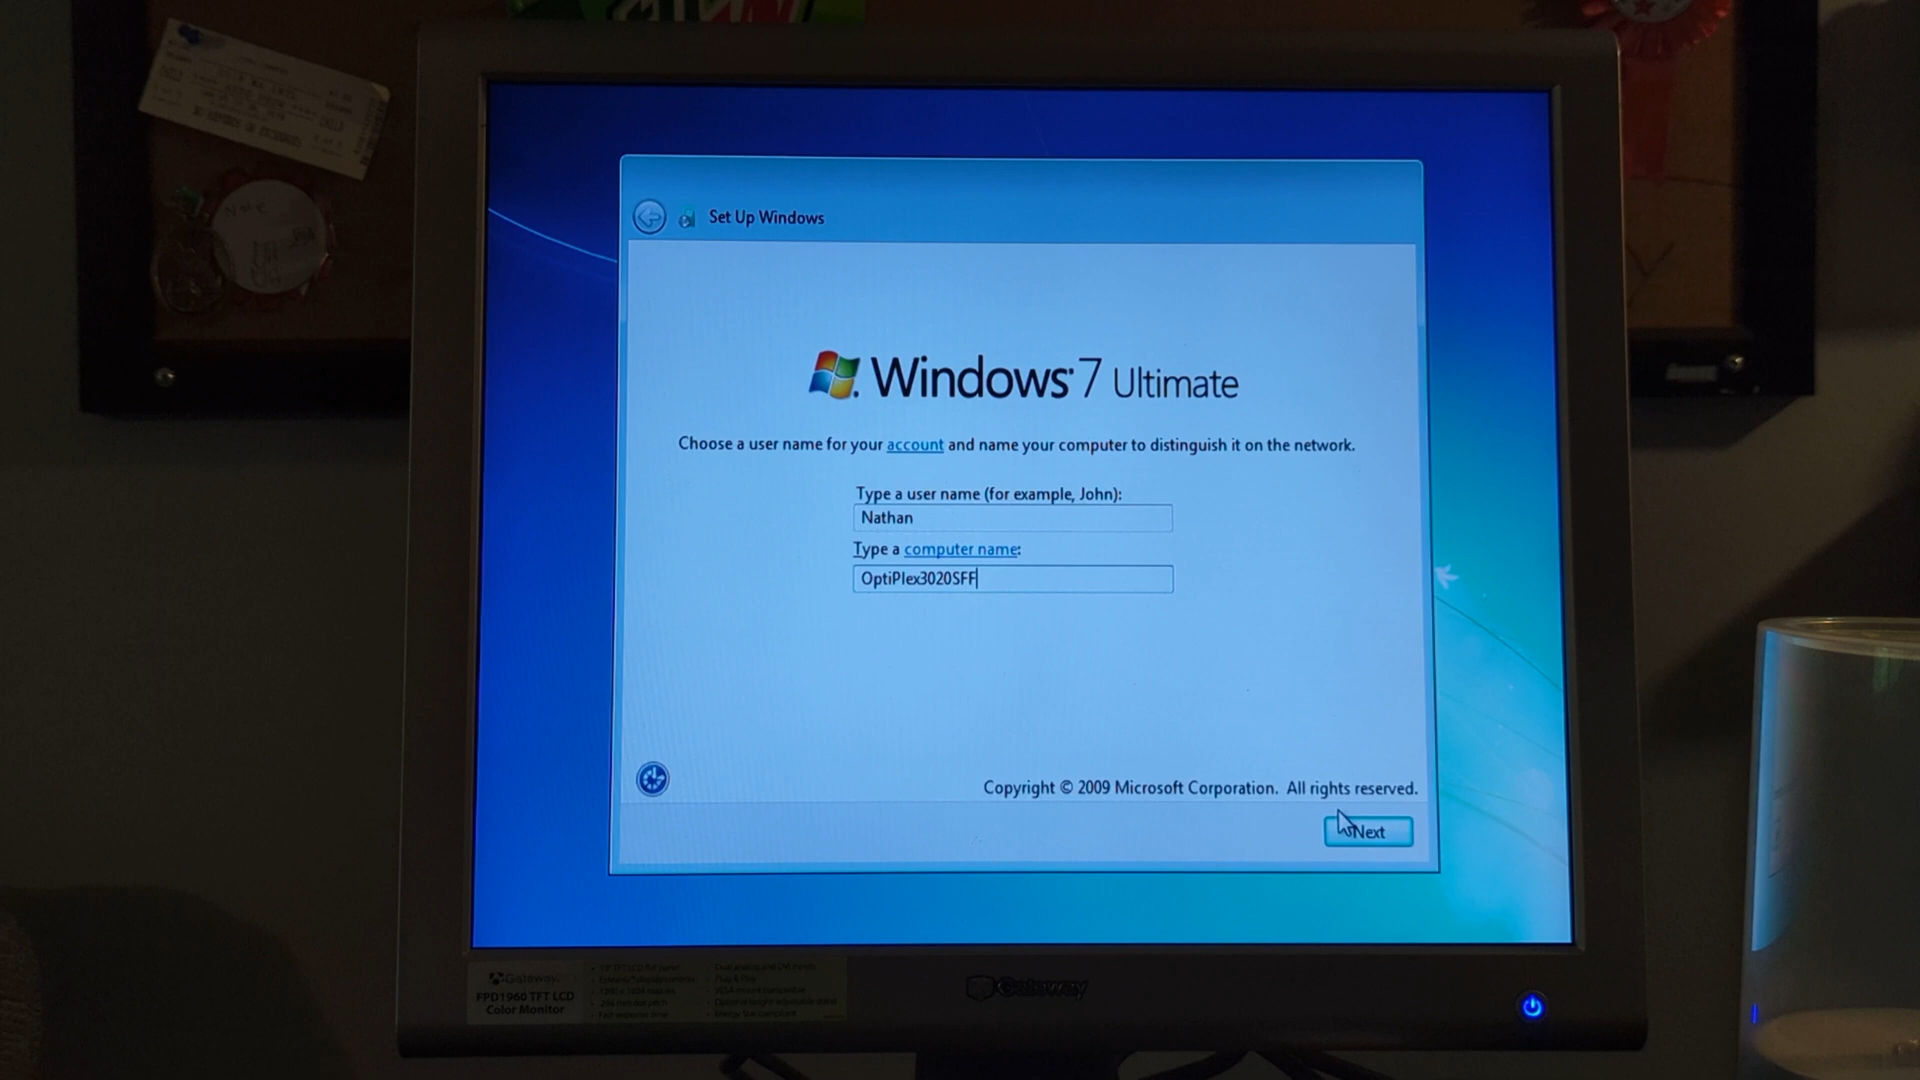 Set Up Windows
Windows 7 Ultimate
Choose a user name for your account and name your computer to distinguish it on the network.
Type a user name (for example, John):
Nathan
Type a computer name:
OptiPlex3020SFF
Copyright © 2009 Microsoft Corporation. All rights reserved.
Next
Gateway
FPD1960 TFT LCD
Color Monitor
Gateway